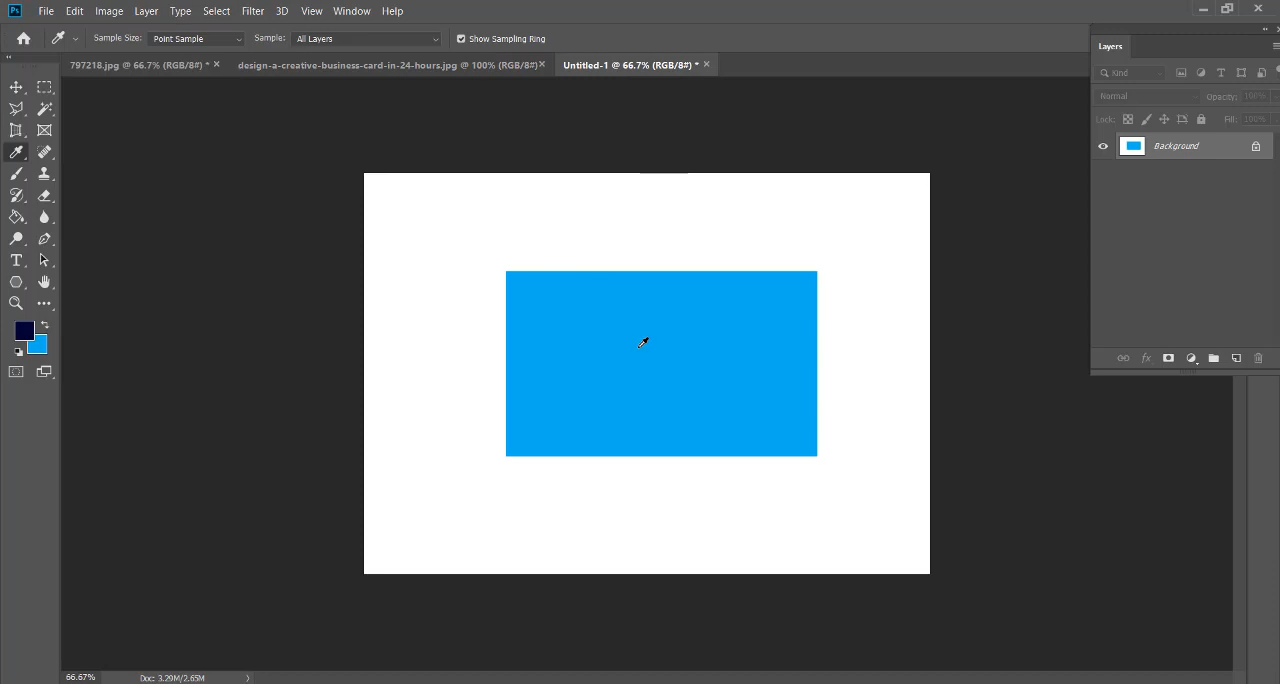 Ps File Edit Image Layer Type Select Filter 3D View Window Help
Sample Size: Point Sample Sample: All Layers Show Sampling Ring
Layers
797218.jpg @ 66.7% (RGB/8#) * × design-a-creative-business-card-in-24-hours.jpg @ 100% (RGB/8#) × Untitled-1 @ 66.7% (RGB/8#) * ×
Kind
Normal Opacity: 100%
Lock: Fill: 100%
Background
fx
T
66.67% Doc: 3.29M/2.65M